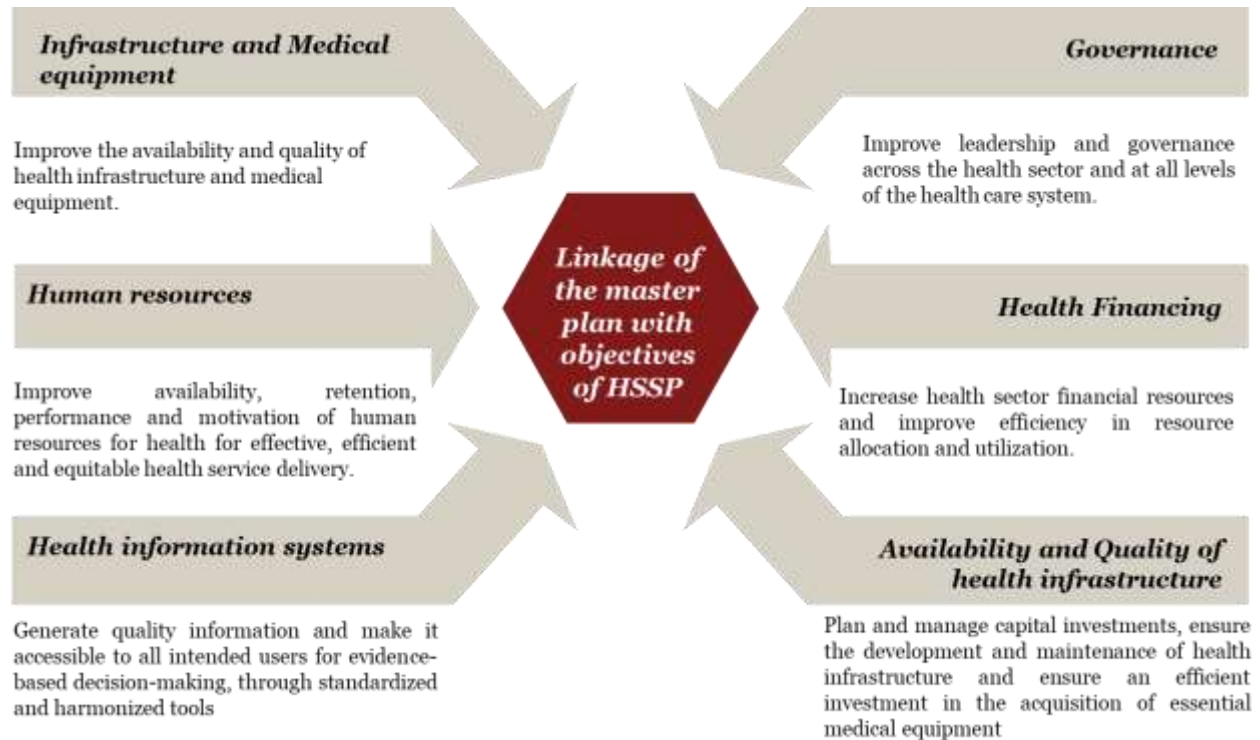 Infrastructure and Medical
equipment
Improve the availability and quality of
health infrastructure and medical
equipment.
Human resources
Improve availability, retention,
performance and motivation of human
resources for health for effective, efficient
and equitable health service delivery.
Health information systems
Generate quality information and make it
accessible to all intended users for evidence-
based decision-making, through standardized
and harmonized tools
Linkage of
the master
plan with
objectives
of HSSP
Governance
Improve leadership and governance
across the health sector and at all levels
of the health care system.
Health Financing
Increase health sector financial resources
and improve efficiency in resource
allocation and utilization.
Availability and Quality of
health infrastructure
Plan and manage capital investments, ensure
the development and maintenance of health
infrastructure and ensure an efficient
investment in the acquisition of essential
medical equipment